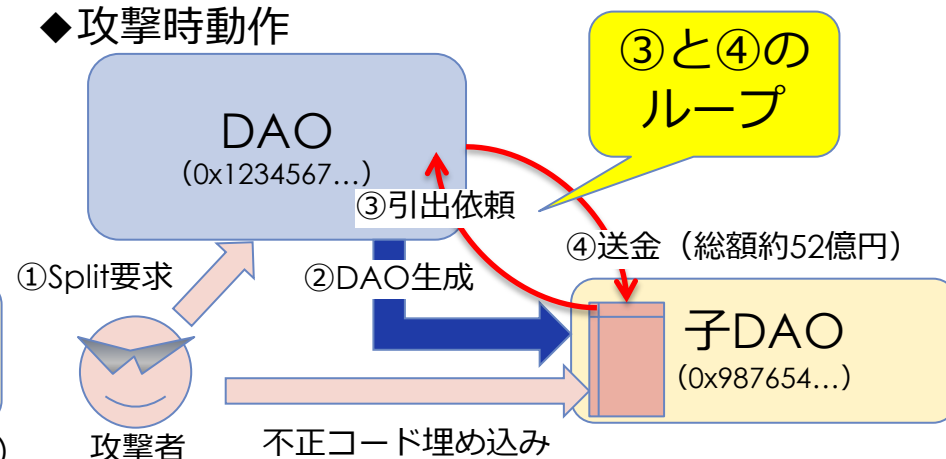 ◆攻撃時動作
③と④の
ループ
DAO
(0x1234567…)
③引出依頼
④送金（総額約52億円）
①Split要求
②DAO生成
子DAO
(0x987654…)
攻撃者
不正コード埋め込み
)